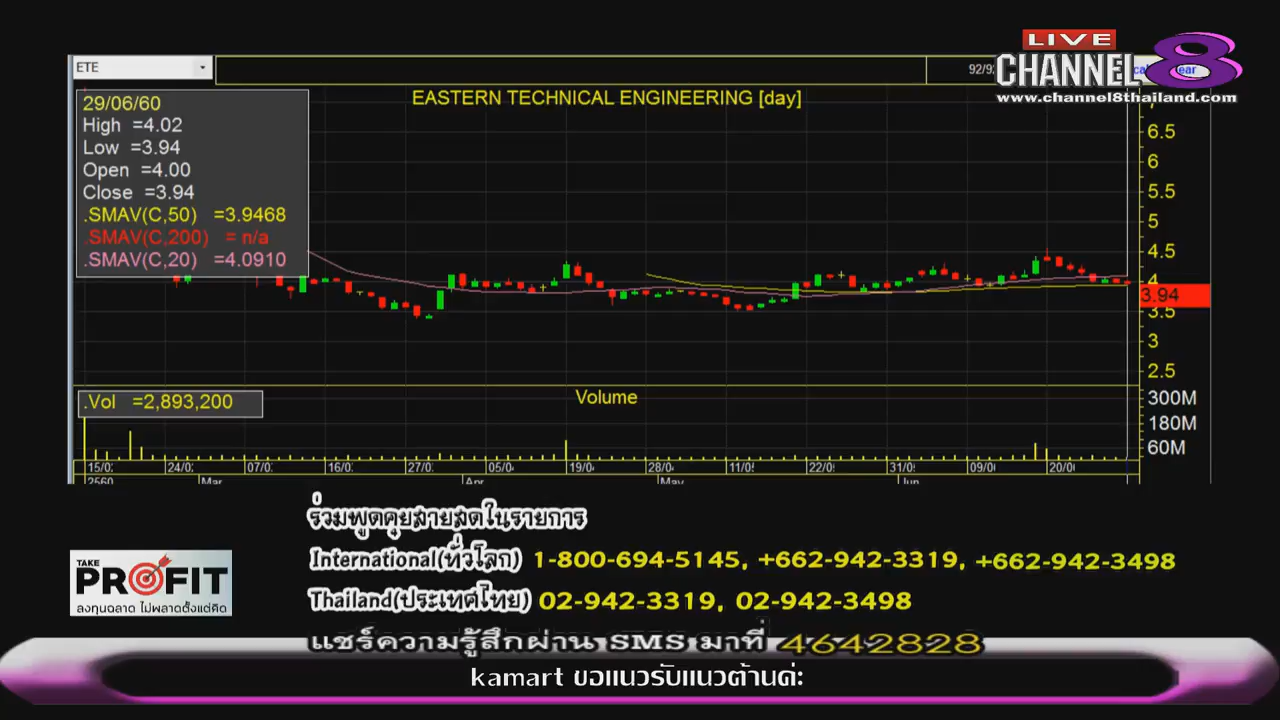 LIVE
CHANNEL 8
www.channel8thailand.com
ETE
EASTERN TECHNICAL ENGINEERING [day]
29/06/60
High =4.02
Low =3.94
Open =4.00
Close =3.94
.SMAV(C,50) =3.9468
.SMAV(C,200) = n/a
.SMAV(C,20) =4.0910
6.5
6
5.5
5
4.5
4
3.94
3.5
3
2.5
.Vol =2,893,200
Volume
300M
180M
60M
15/0 24/0 07/0 16/0 27/0 05/0 19/0 28/0 11/0 22/0 31/0 09/0 20/0
2560 Mar Apr May Jun
ร่วมพูดคุยสายสดในรายการ
International(ทั่วโลก) 1-800-694-5145, +662-942-3319, +662-942-3498
Thailand(ประเทศไทย) 02-942-3319, 02-942-3498
TAKE
PROFIT
ลงทุนฉลาด ไม่พลาดตั้งแต่คิด
แชร์ความรู้สึกผ่าน SMS มาที่ 4642828
kamart ขอแนวรับแนวต้านค่ะ